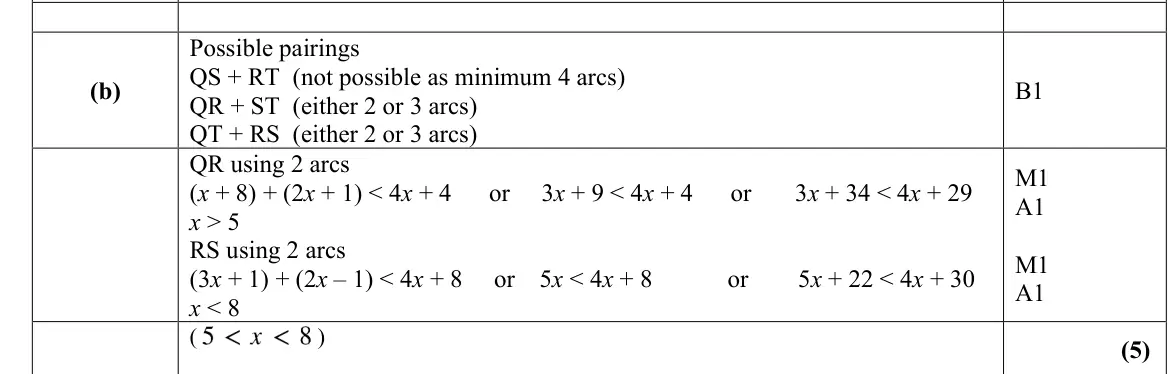 Possible pairings
QS + RT (not possible as minimum 4 arcs)
(b)
QR + ST (either 2 or 3 arcs)
B1
QT + RS (either 2 or 3 arcs)
QR using 2 arcs
(x + 8) + (2x + 1) < 4x + 4 or 3x + 9 < 4x + 4 or 3x + 34 < 4x + 29
M1
x > 5
A1
RS using 2 arcs
(3x + 1) + (2x – 1) < 4x + 8 or 5x < 4x + 8 or 5x + 22 < 4x + 30
M1
x < 8
A1
( 5 < x < 8 )
(5)